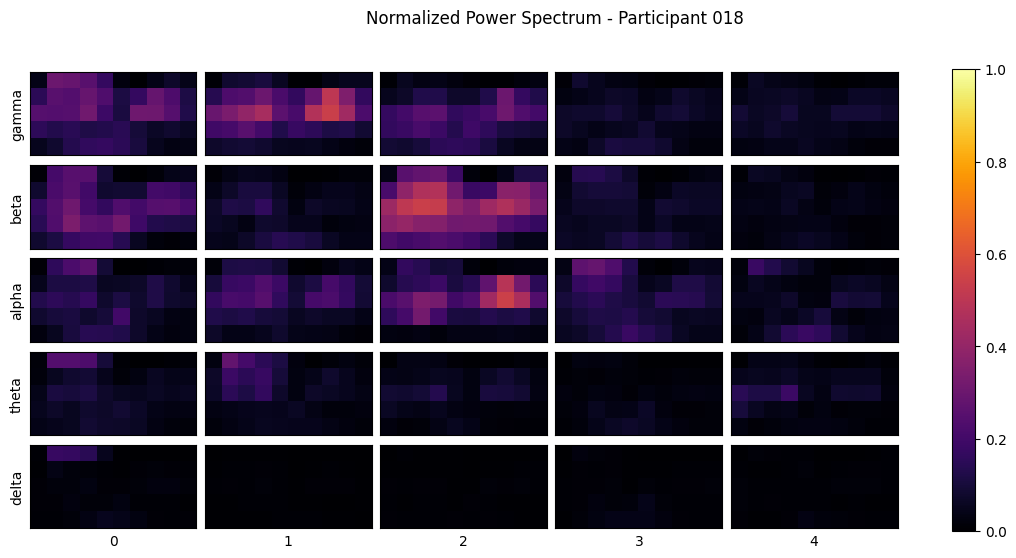 Normalized Power Spectrum - Participant 018
gamma
beta
alpha
theta
delta
0
1
2
3
4
1.0
0.8
0.6
0.4
0.2
0.0